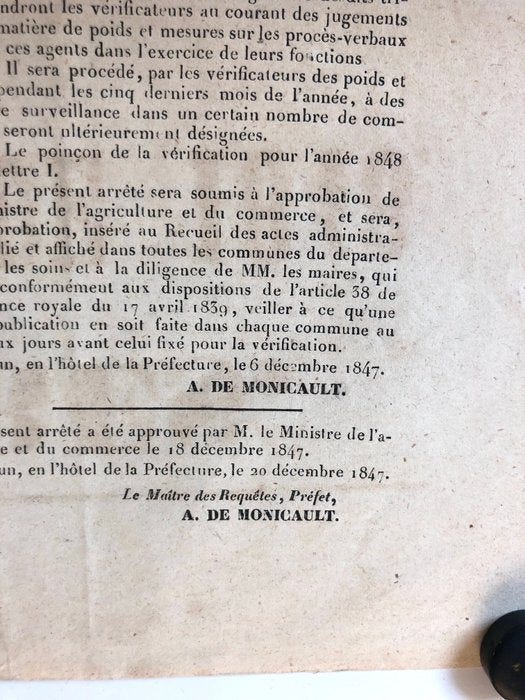 ndront les vérificateurs au courant des jugements
matière de poids et mesures sur les procès-verbaux
ces agents dans l'exercice de leurs fonctions
Il sera procédé, par les vérificateurs des poids et
pendant les cinq derniers mois de l'année, à des
e surveillance dans un certain nombre de com-
seront ultérieurement désignées.
Le poinçon de la vérification pour l'année 1848
ettre I.
Le présent arrêté sera soumis à l'approbation de
nistre de l'agriculture et du commerce, et sera,
probation, inséré au Recueil des actes administra-
lié et affiché dans toutes les communes du départe-
les soins et à la diligence de MM. les maires, qui
conformément aux dispositions de l'article 38 de
nce royale du 17 avril 1839, veiller à ce qu'une
publication en soit faite dans chaque commune au
ux jours avant celui fixé pour la vérification.
un, en l'hôtel de la Préfecture, le 6 décembre 1847.
A. DE MONICAULT.
sent arrêté a été approuvé par M. le Ministre de l'a-
e et du commerce le 18 décembre 1847.
un, en l'hôtel de la Préfecture, le 20 décembre 1847.
Le Maître des Requêtes, Préfet,
A. DE MONICAULT.